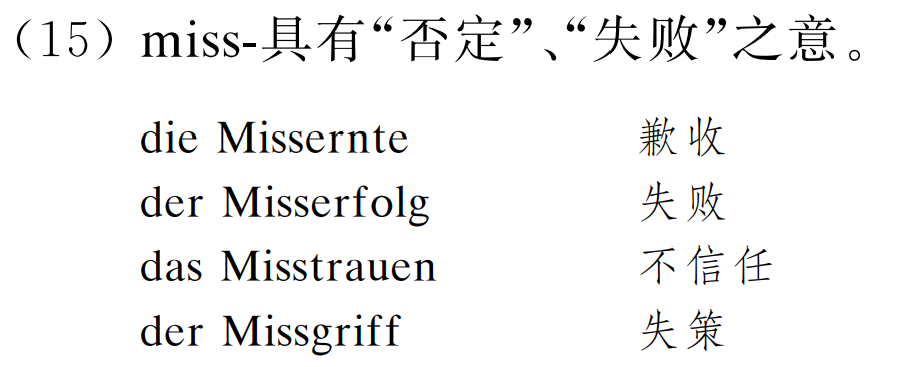 （15）miss-具有“否定”、“失败”之意。
die Missernte 歉收
der Misserfolg 失败
das Misstrauen 不信任
der Missgriff 失策